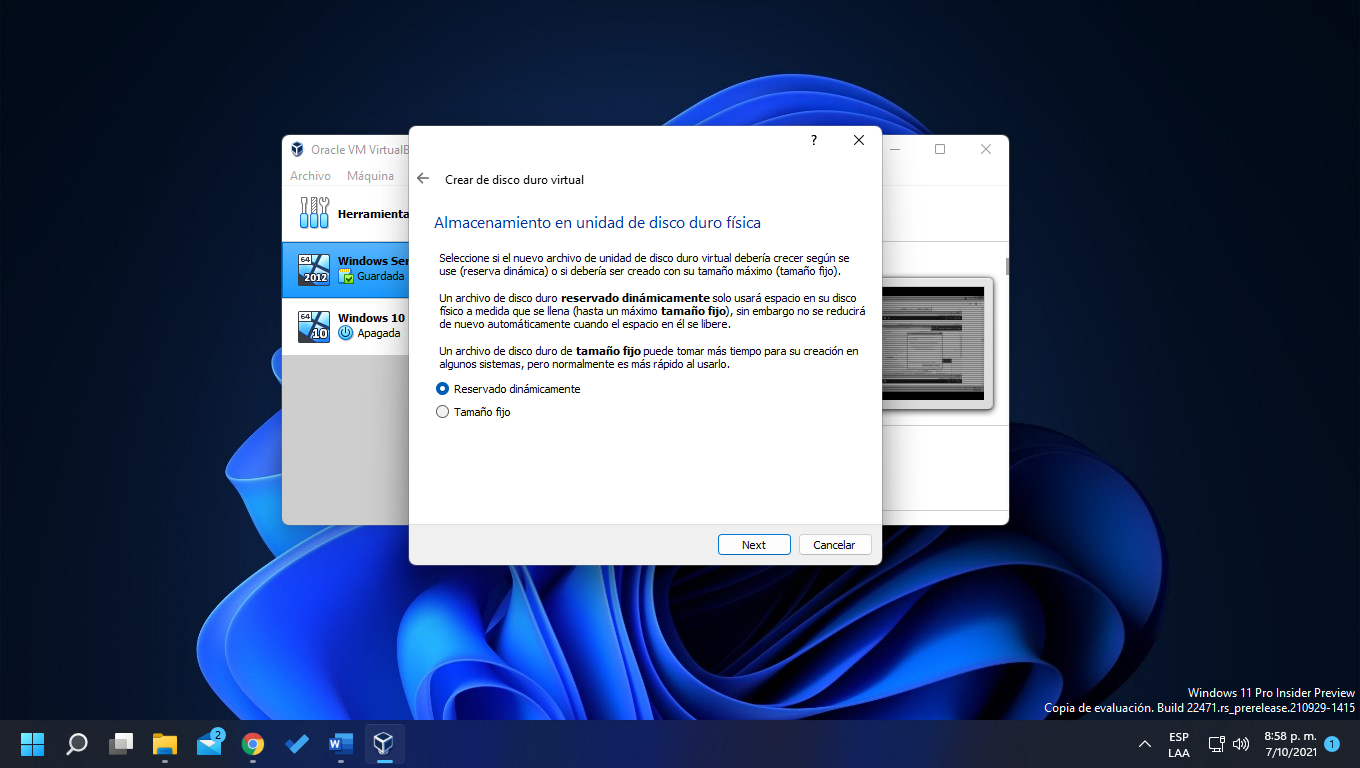 Oracle VM VirtualB
Archivo Máquina
Herramienta
64
2012
Windows Ser
Guardada
64
10
Windows 10
Apagada
?
Crear de disco duro virtual
Almacenamiento en unidad de disco duro física
Seleccione si el nuevo archivo de unidad de disco duro virtual debería crecer según se
use (reserva dinámica) o si debería ser creado con su tamaño máximo (tamaño fijo).
Un archivo de disco duro reservado dinámicamente solo usará espacio en su disco
físico a medida que se llena (hasta un máximo tamaño fijo), sin embargo no se reducirá
de nuevo automáticamente cuando el espacio en él se libere.
Un archivo de disco duro de tamaño fijo puede tomar más tiempo para su creación en
algunos sistemas, pero normalmente es más rápido al usarlo.
Reservado dinámicamente
Tamaño fijo
Next Cancelar
Windows 11 Pro Insider Preview
Copia de evaluación. Build 22471.rs_prerelease.210929-1415
2
W
ESP
LAA
8:58 p. m.
7/10/2021
1